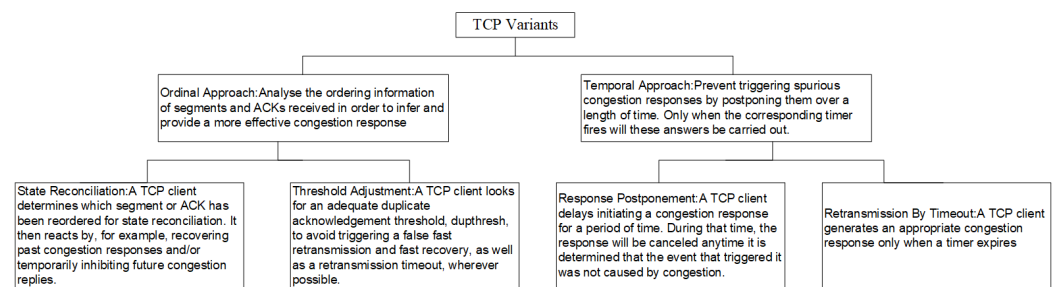 TCP Variants
Ordinal Approach:Analyse the ordering information
of segments and ACKs received in order to infer and
provide a more effective congestion response
Temporal Approach:Prevent triggering spurious
congestion responses by postponing them over a
length of time. Only when the corresponding timer
fires will these answers be carried out.
State Reconciliation:A TCP client
determines which segment or ACK has
been reordered for state reconciliation. It
then reacts by, for example, recovering
past congestion responses and/or
temporarily inhibiting future congestion
replies.
Threshold Adjustment:A TCP client looks
for an adequate duplicate
acknowledgement threshold, dupthresh,
to avoid triggering a false fast
retransmission and fast recovery, as well
as a retransmission timeout, wherever
possible.
Response Postponement:A TCP client
delays initiating a congestion response
for a period of time. During that time, the
response will be canceled anytime it is
determined that the event that triggered it
was not caused by congestion.
Retransmission By Timeout:A TCP client
generates an appropriate congestion
response only when a timer expires